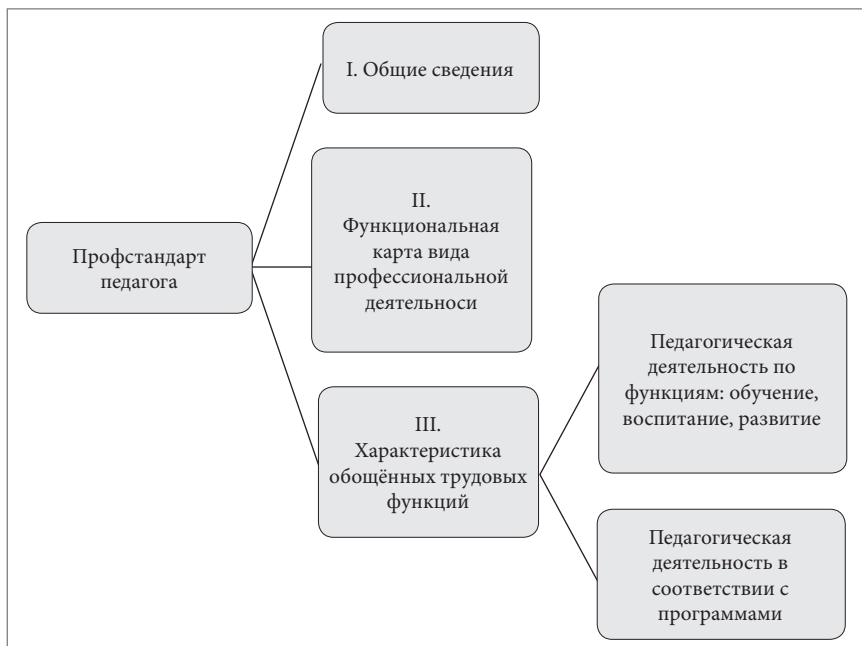 I. Общие сведения
II.
Функциональная
карта вида
профессиональной
деятельноси
Профстандарт
педагога
III.
Характеристика
обощённых трудовых
функций
Педагогическая
деятельность по
функциям: обучение,
воспитание, развитие
Педагогическая
деятельность в
соответствии с
программами